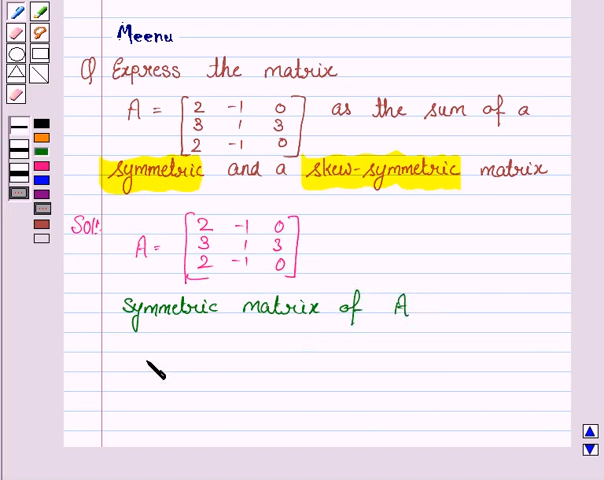 Meenu
Q Express the matrix
A = [ 2 -1 0 ] as the sum of a
3 1 3
2 -1 0
symmetric and a skew-symmetric matrix
Soln:
A = [ 2 -1 0 ]
3 1 3
2 -1 0
symmetric matrix of A